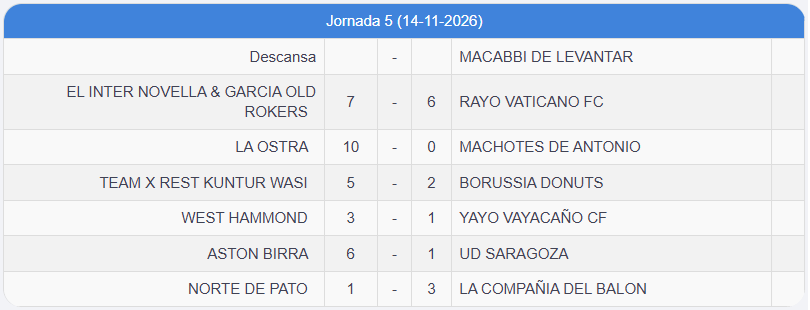 Jornada 5 (14-11-2026)
Descansa - MACABBI DE LEVANTAR
EL INTER NOVELLA & GARCIA OLD
ROKERS 7 - 6 RAYO VATICANO FC
LA OSTRA 10 - 0 MACHOTES DE ANTONIO
TEAM X REST KUNTUR WASI 5 - 2 BORUSSIA DONUTS
WEST HAMMOND 3 - 1 YAYO VAYACAÑO CF
ASTON BIRRA 6 - 1 UD SARAGOZA
NORTE DE PATO 1 - 3 LA COMPAÑIA DEL BALON